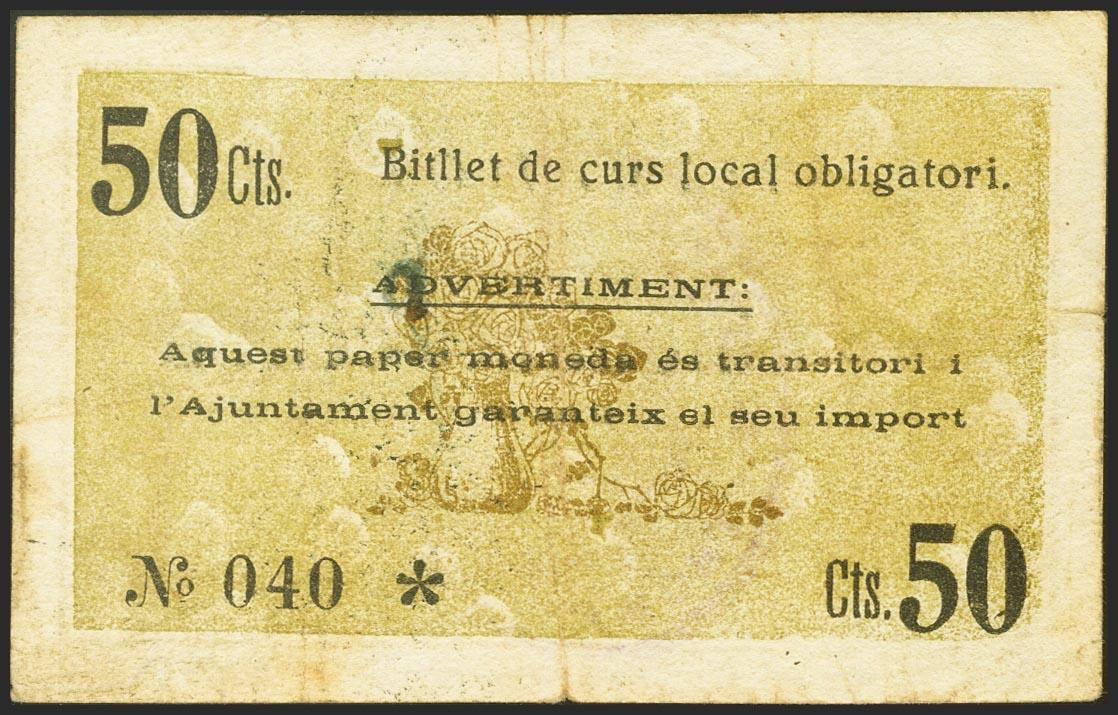 50 Cts.
Bitllet de curs local obligatori.
ADVERTIMENT:
Aquest paper moneda és transitori i
l'Ajuntament garanteix el seu import
No 040 *
Cts. 50